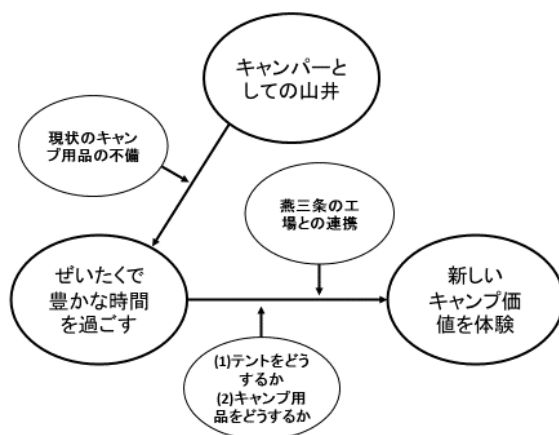 キャンパーと
しての山井
現状のキャン
プ用品の不備
燕三条の工
場との連携
ぜいたくで
豊かな時間
を過ごす
新しい
キャンプ価
値を体験
(1)テントをどう
するか
(2)キャンプ用
品をどうするか